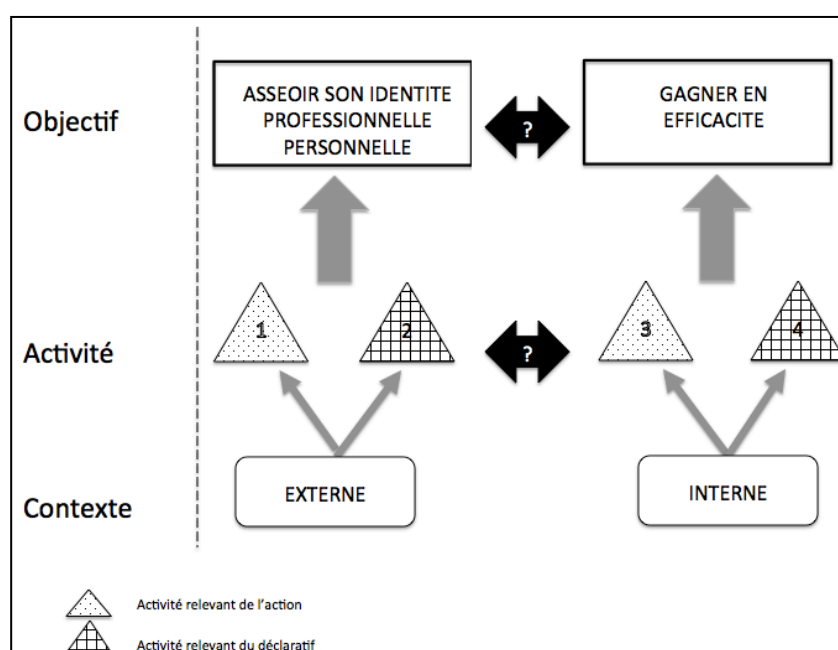 Objectif
ASSEOIR SON IDENTITE
PROFESSIONNELLE
PERSONNELLE
?
GAGNER EN
EFFICACITE
Activité
1
2
?
3
4
Contexte
EXTERNE
INTERNE
Activité relevant de l'action
Activité relevant du déclaratif